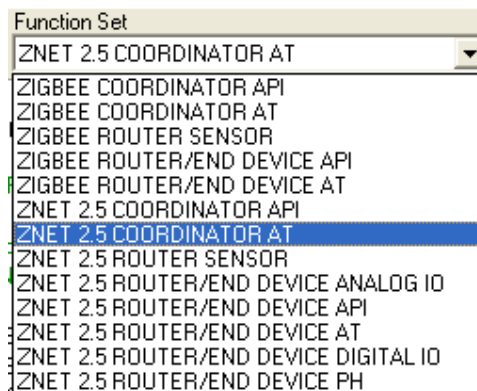 Function Set
ZNET 2.5 COORDINATOR AT
ZIGBEE COORDINATOR API
ZIGBEE COORDINATOR AT
ZIGBEE ROUTER SENSOR
ZIGBEE ROUTER/END DEVICE API
ZIGBEE ROUTER/END DEVICE AT
ZNET 2.5 COORDINATOR API
ZNET 2.5 COORDINATOR AT
ZNET 2.5 ROUTER SENSOR
ZNET 2.5 ROUTER/END DEVICE ANALOG IO
ZNET 2.5 ROUTER/END DEVICE API
ZNET 2.5 ROUTER/END DEVICE AT
ZNET 2.5 ROUTER/END DEVICE DIGITAL IO
ZNET 2.5 ROUTER/END DEVICE PH